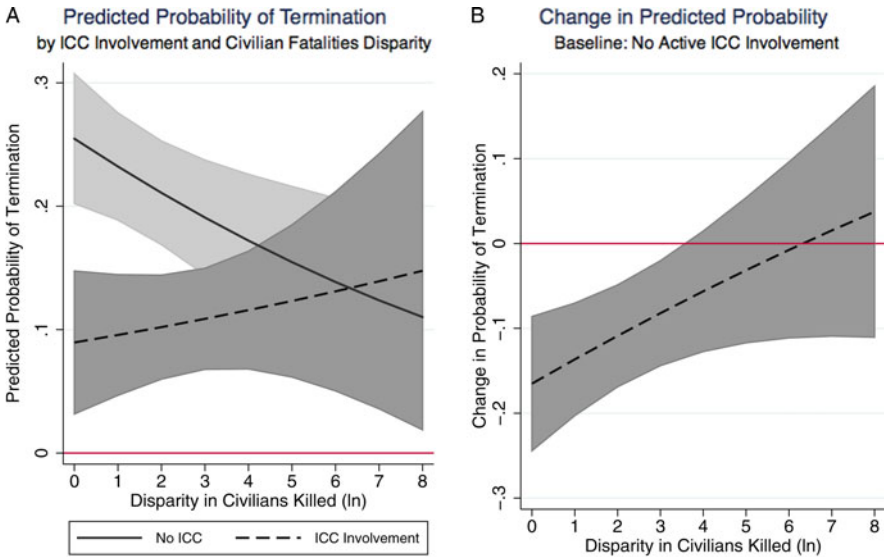 A
Predicted Probability of Termination
by ICC Involvement and Civilian Fatalities Disparity
Predicted Probability of Termination
.3
.2
.1
0
0 1 2 3 4 5 6 7 8
Disparity in Civilians Killed (ln)
No ICC
ICC Involvement
B
Change in Predicted Probability
Baseline: No Active ICC Involvement
Change in Probability of Termination
.2
.1
0
-.1
-.2
-.3
0 1 2 3 4 5 6 7 8
Disparity in Civilians Killed (ln)